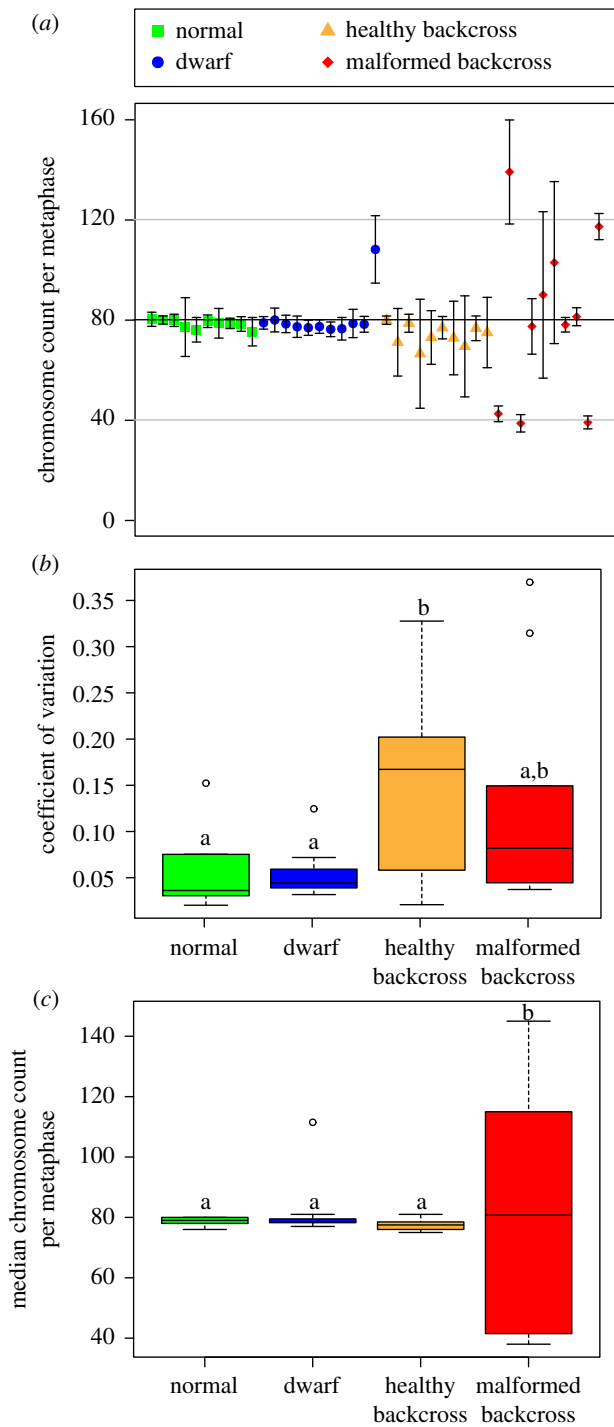 (a)
normal
healthy backcross
dwarf
malformed backcross
160
120
80
40
0
chromosome count per metaphase
(b)
0.35
0.30
0.25
0.20
0.15
0.10
0.05
coefficient of variation
a
a
b
a,b
normal
dwarf
healthy
backcross
malformed
backcross
(c)
140
120
100
80
60
40
median chromosome count
per metaphase
a
a
a
b
normal
dwarf
healthy
backcross
malformed
backcross